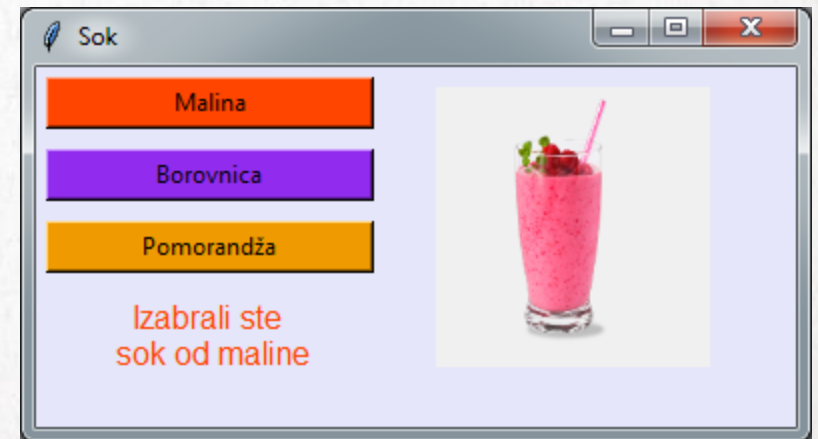 Sok
Malina
Borovnica
Pomorandža
Izabrali ste
sok od maline